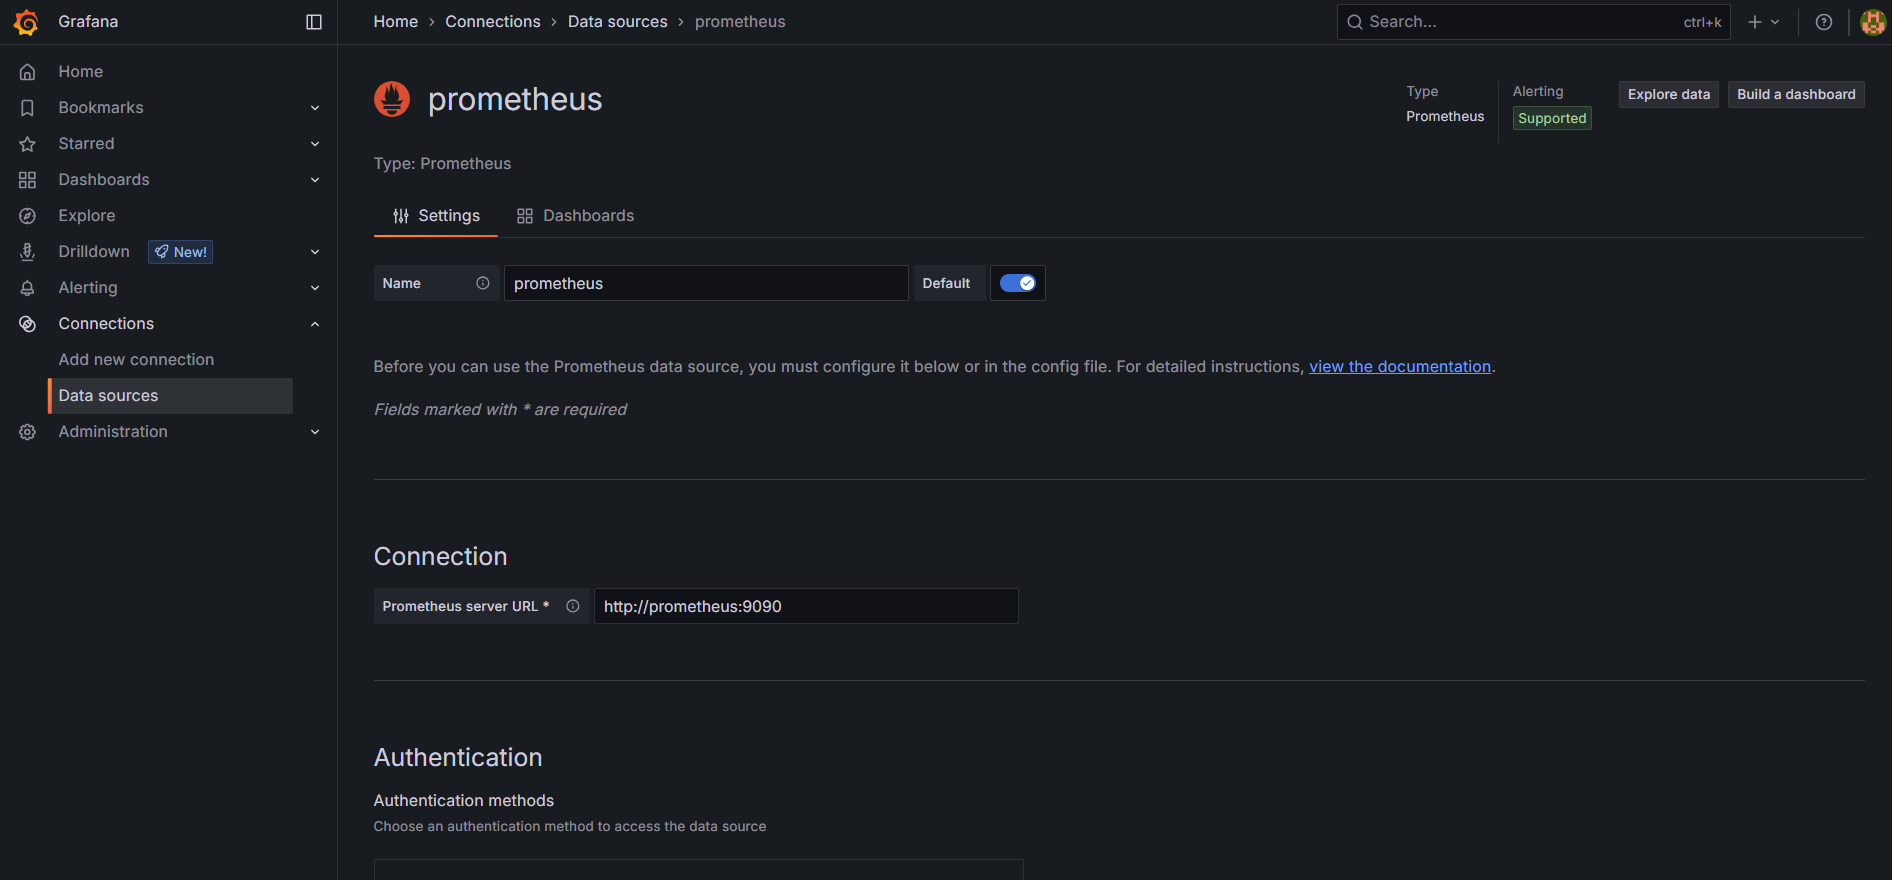 Grafana
Home
Connections
Data sources
prometheus
Search...
ctrl+k
Home
Bookmarks
Starred
Dashboards
Explore
Drilldown
New!
Alerting
Connections
Add new connection
Data sources
Administration
prometheus
Type
Prometheus
Alerting
Supported
Explore data
Build a dashboard
Type: Prometheus
Settings
Dashboards
Name
prometheus
Default
Before you can use the Prometheus data source, you must configure it below or in the config file. For detailed instructions, view the documentation.
Fields marked with * are required
Connection
Prometheus server URL *
http://prometheus:9090
Authentication
Authentication methods
Choose an authentication method to access the data source